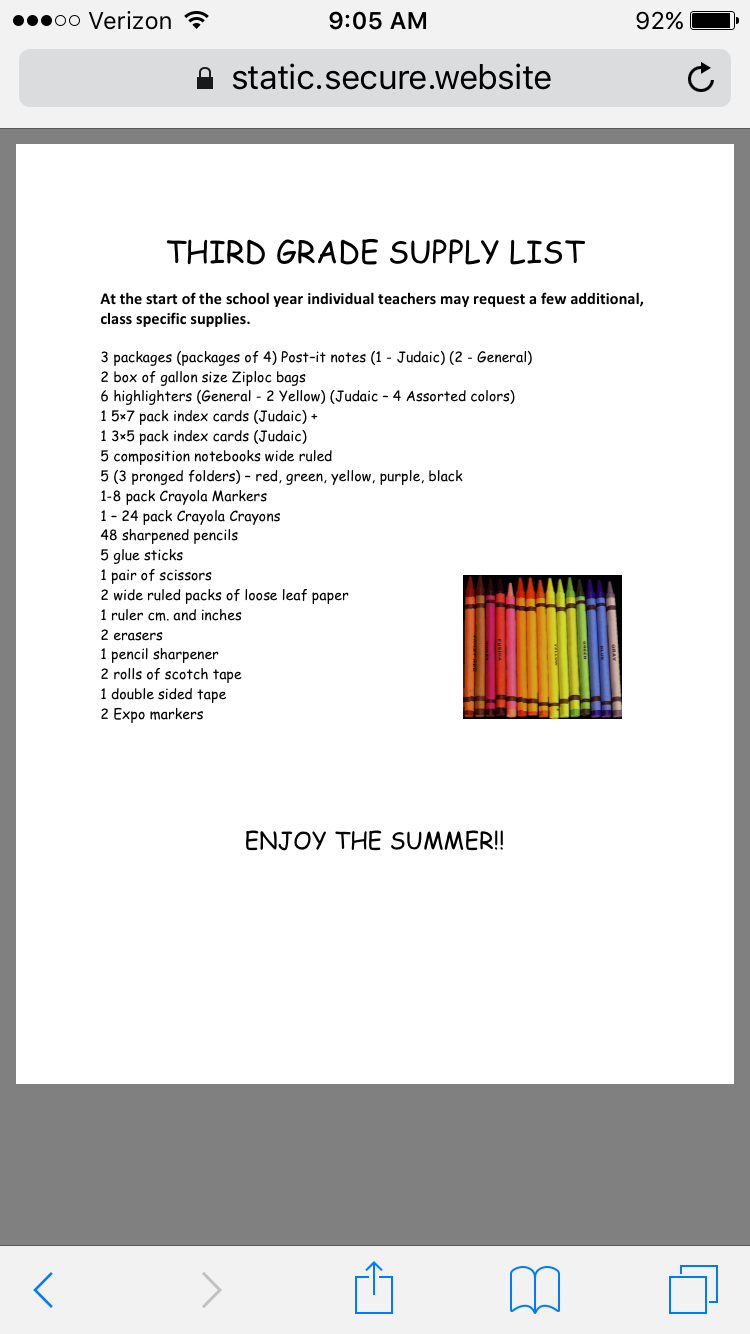 Verizon 9:05 AM 92%
static.secure.website
THIRD GRADE SUPPLY LIST
At the start of the school year individual teachers may request a few additional,
class specific supplies.
3 packages (packages of 4) Post-it notes (1 - Judaic) (2 - General)
2 box of gallon size Ziploc bags
6 highlighters (General - 2 Yellow) (Judaic – 4 Assorted colors)
1 5×7 pack index cards (Judaic) +
1 3×5 pack index cards (Judaic)
5 composition notebooks wide ruled
5 (3 pronged folders) – red, green, yellow, purple, black
1-8 pack Crayola Markers
1 – 24 pack Crayola Crayons
48 sharpened pencils
5 glue sticks
1 pair of scissors
2 wide ruled packs of loose leaf paper
1 ruler cm. and inches
2 erasers
1 pencil sharpener
2 rolls of scotch tape
1 double sided tape
2 Expo markers
ENJOY THE SUMMER!!